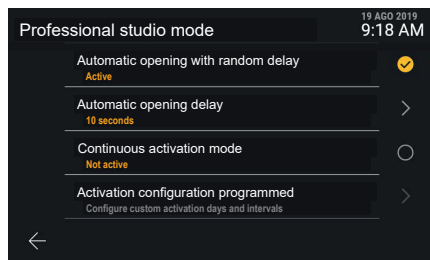 19 AGO 2019
Professional studio mode
9:18 AM
Automatic opening with random delay
Active
Automatic opening delay
10 seconds
Continuous activation mode
Not active
Activation configuration programmed
Configure custom activation days and intervals